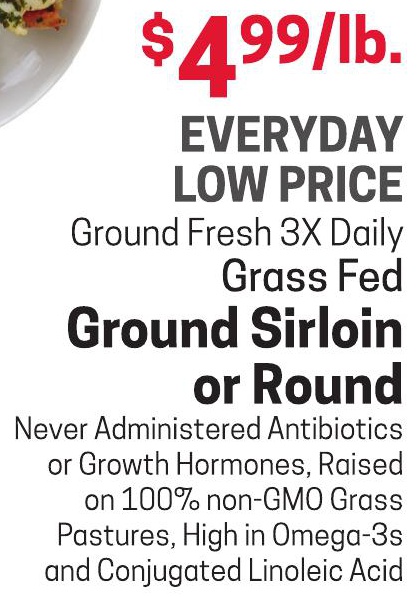 $4.99/lb.
EVERYDAY
LOW PRICE
Ground Fresh 3X Daily
Grass Fed
Ground Sirloin
or Round
Never Administered Antibiotics
or Growth Hormones, Raised
on 100% non-GMO Grass
Pastures, High in Omega-3s
and Conjugated Linoleic Acid